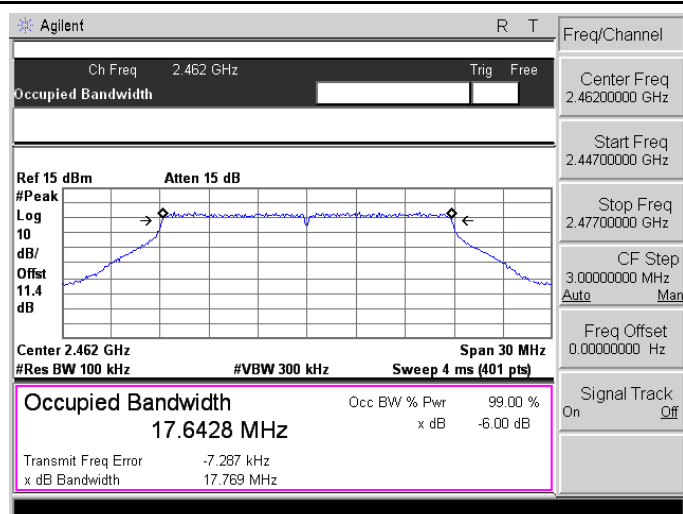 Agilent R T
Freq/Channel
Ch Freq 2.462 GHz Trig Free
Occupied Bandwidth
Center Freq
2.46200000 GHz
Start Freq
2.44700000 GHz
Stop Freq
2.47700000 GHz
CF Step
3.00000000 MHz
Auto Man
Freq Offset
0.00000000 Hz
Signal Track
On Off
Ref 15 dBm Atten 15 dB
#Peak
Log
10
dB/
Offst
11.4
dB
Center 2.462 GHz Span 30 MHz
#Res BW 100 kHz #VBW 300 kHz Sweep 4 ms (401 pts)
Occupied Bandwidth Occ BW % Pwr 99.00 %
17.6428 MHz x dB -6.00 dB
Transmit Freq Error -7.287 kHz
x dB Bandwidth 17.769 MHz